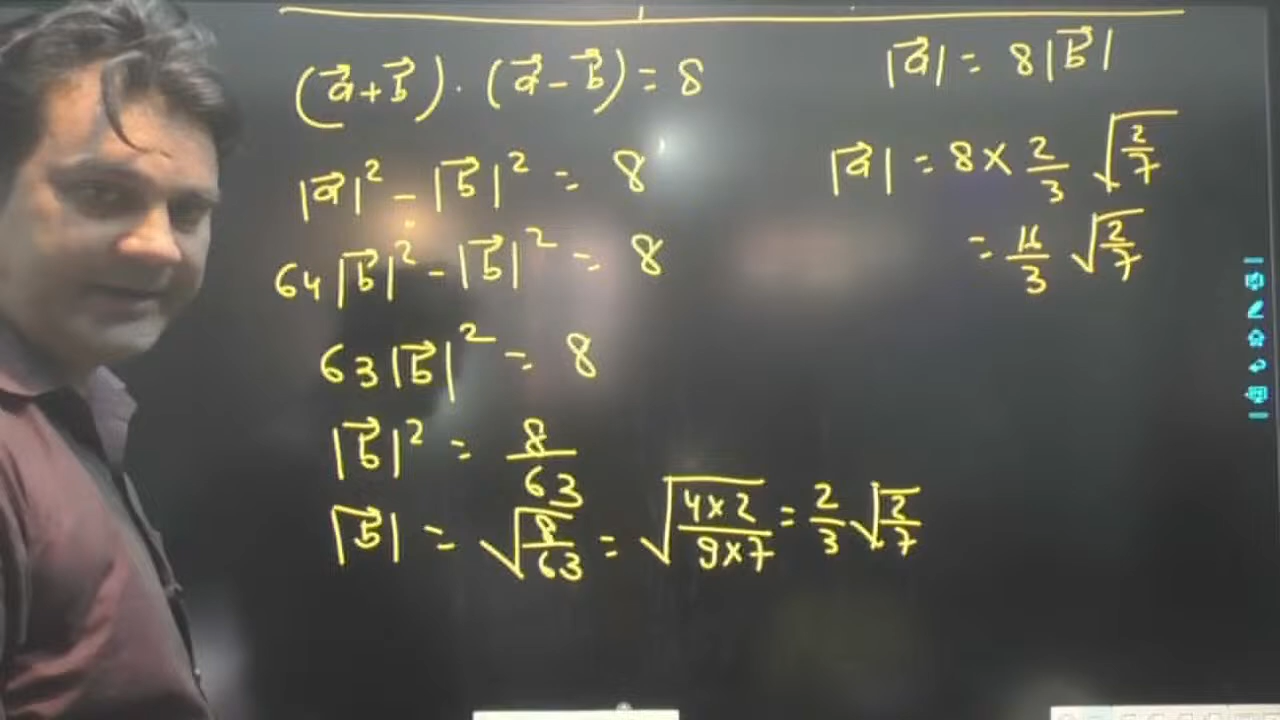 (a⃗+b⃗)·(a⃗-b⃗)=8
|a⃗|² - |b⃗|² = 8
64|b⃗|² - |b⃗|² = 8
63|b⃗|² = 8
|b⃗|² = 8/63
|b⃗| = √(8/63) = √((4×2)/(9×7)) = 2/3 √(2/7)
|a⃗| = 8|b⃗|
|a⃗| = 8 × 2/3 √(2/7)
= 16/3 √(2/7)